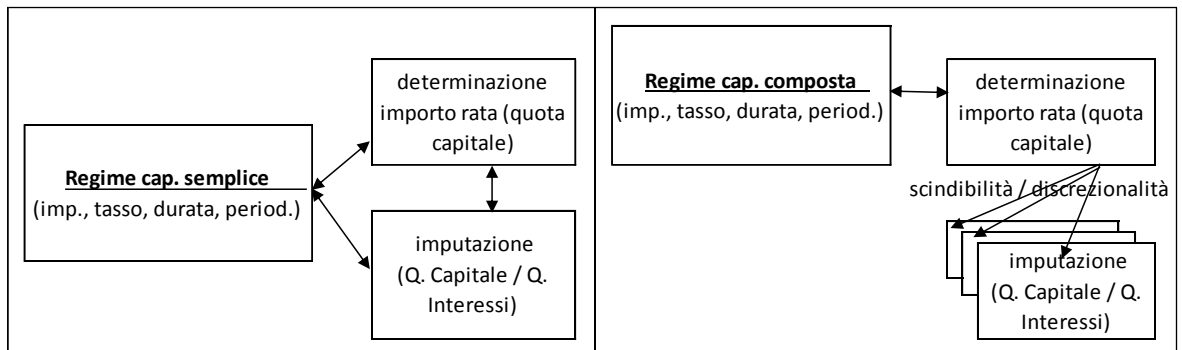 Regime cap. semplice
(imp., tasso, durata, period.)
determinazione
importo rata (quota
capitale)
imputazione
(Q. Capitale / Q.
Interessi)
Regime cap. composta
(imp., tasso, durata, period.)
determinazione
importo rata (quota
capitale)
scindibilità / discrezionalità
imputazione
(Q. Capitale / Q.
Interessi)